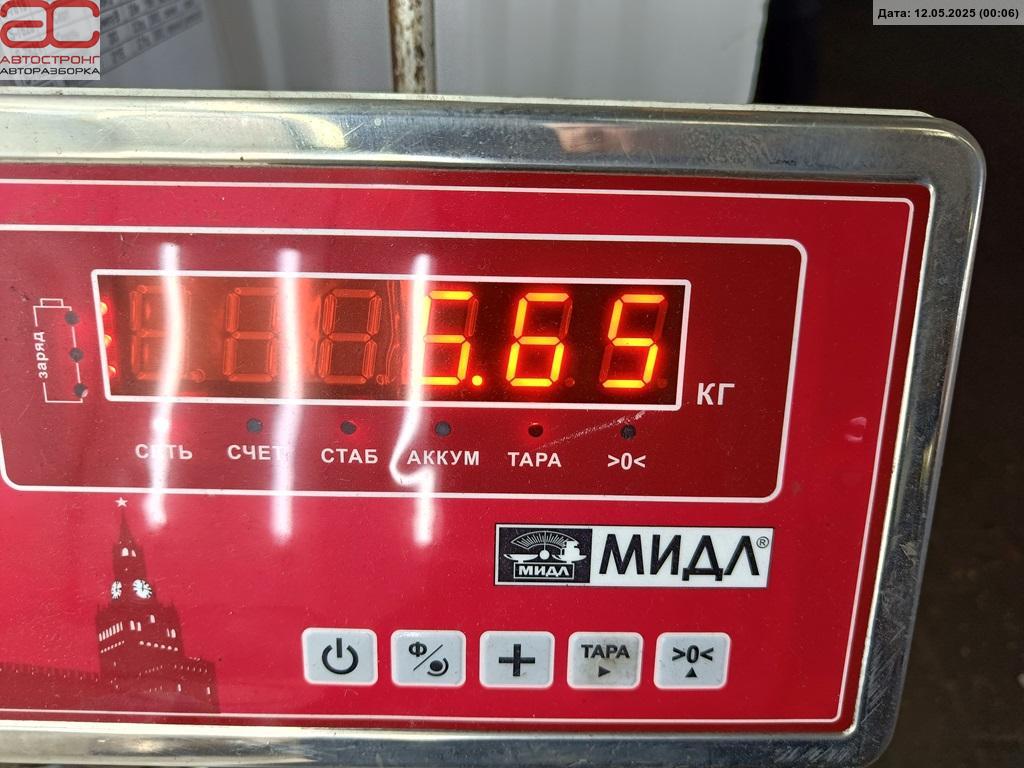 ас
АВТОСТРОНГ
АВТОРАЗБОРКА
Дата: 12.05.2025 (00:06)
заряд
5.65
КГ
СЕТЬ СЧЕТ СТАБ АККУМ ТАРА >0<
МИДЛ МИДЛ®
Ф ТАРА >0<